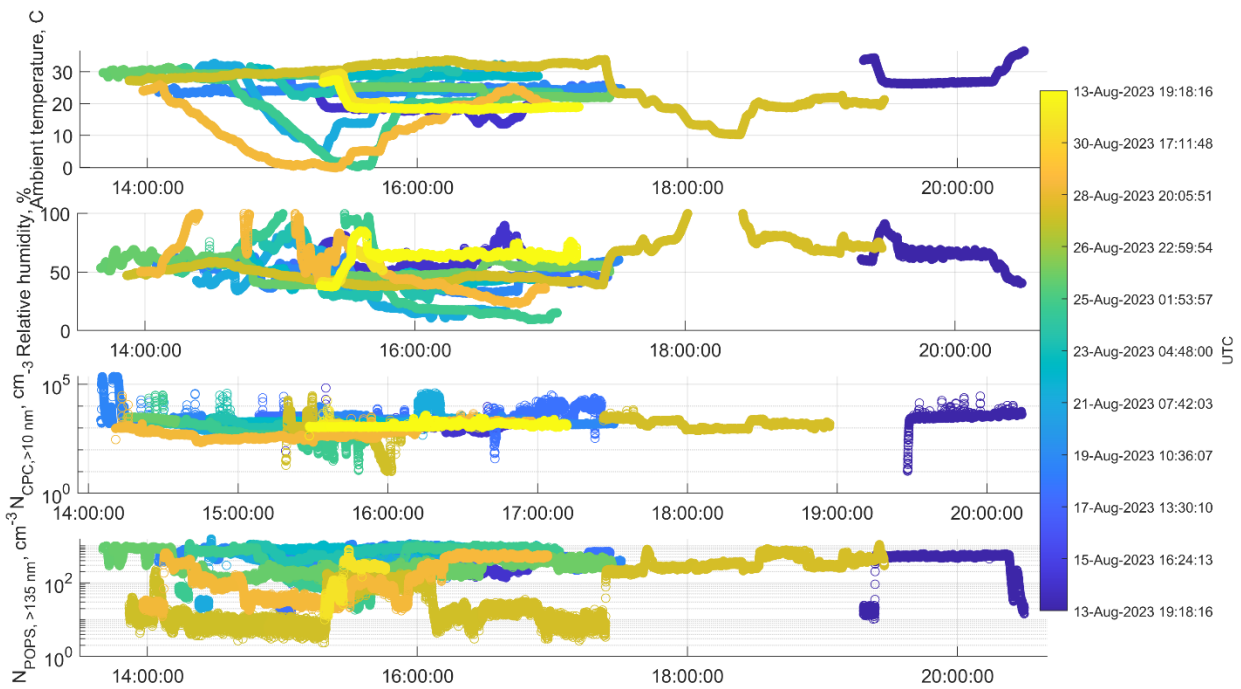 Ambient temperature, C
30
20
10
0
14:00:00 16:00:00 18:00:00 20:00:00
Relative humidity, %
100
50
0
14:00:00 16:00:00 18:00:00 20:00:00
N_CPC,>10 nm, cm-3
10^5
10^0
14:00:00 15:00:00 16:00:00 17:00:00 18:00:00 19:00:00 20:00:00
N_POPS, >135 nm, cm-3
10^2
10^0
14:00:00 16:00:00 18:00:00 20:00:00
13-Aug-2023 19:18:16
30-Aug-2023 17:11:48
28-Aug-2023 20:05:51
26-Aug-2023 22:59:54
25-Aug-2023 01:53:57
23-Aug-2023 04:48:00
21-Aug-2023 07:42:03
19-Aug-2023 10:36:07
17-Aug-2023 13:30:10
15-Aug-2023 16:24:13
13-Aug-2023 19:18:16
UTC